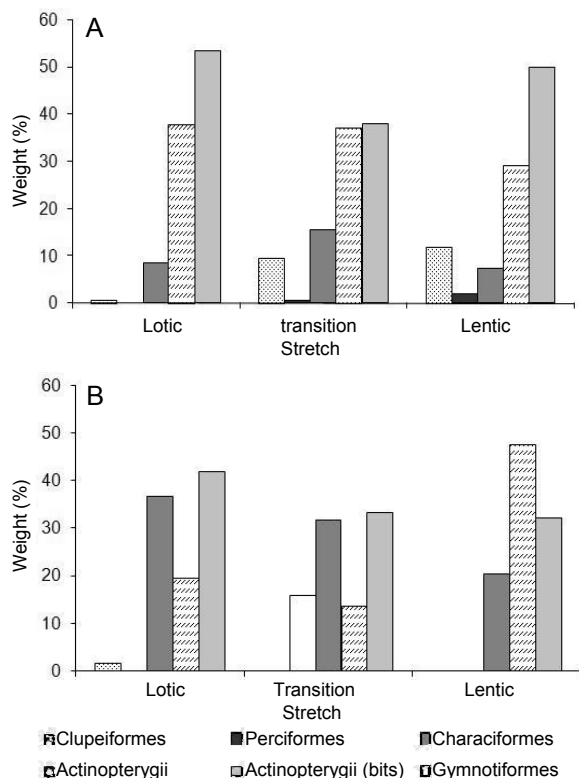 A
60
50
40
30
20
10
0
Weight (%)
Lotic transition Lentic
Stretch
B
60
50
40
30
20
10
0
Weight (%)
Lotic Transition Lentic
Stretch
Clupeiformes Perciformes Characiformes
Actinopterygii Actinopterygii (bits) Gymnotiformes